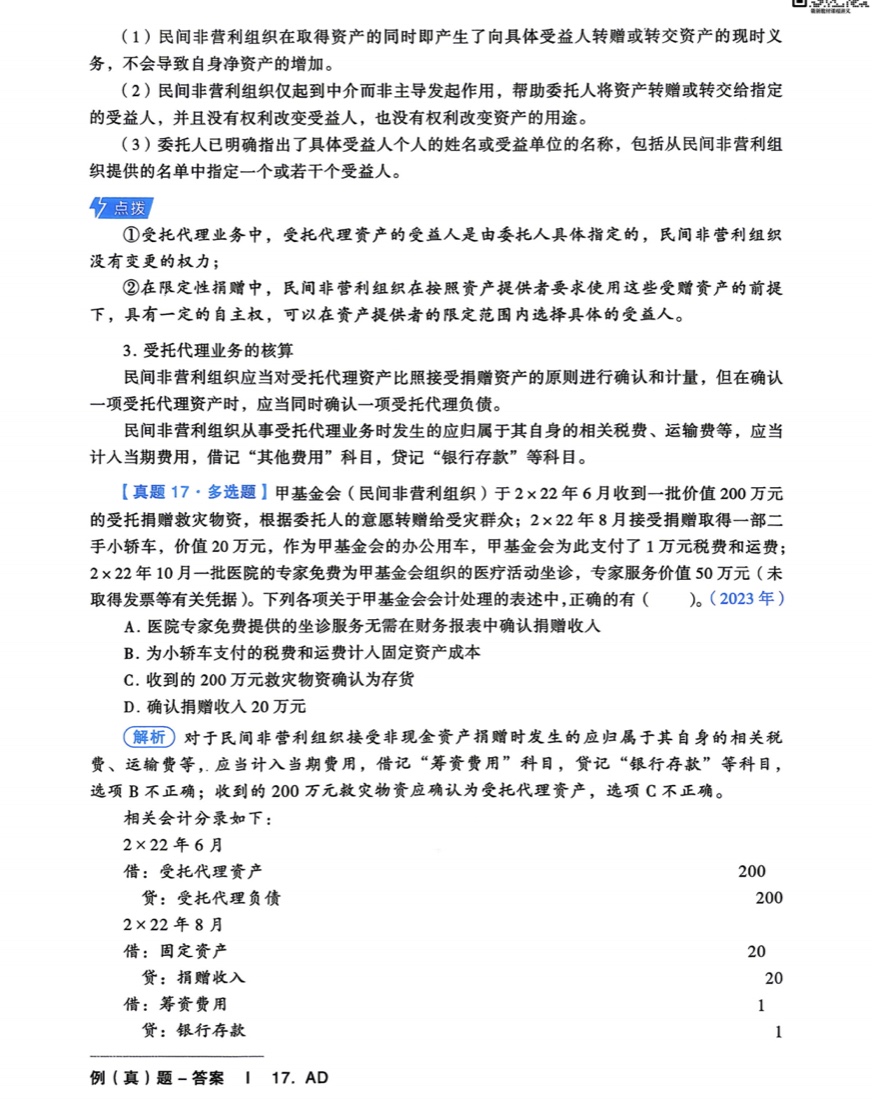 （1）民间非营利组织在取得资产的同时即产生了向具体受益人转赠或转交资产的现时义
务，不会导致自身净资产的增加。
（2）民间非营利组织仅起到中介而非主导发起作用，帮助委托人将资产转赠或转交给指定
的受益人，并且没有权利改变受益人，也没有权利改变资产的用途。
（3）委托人已明确指出了具体受益人个人的姓名或受益单位的名称，包括从民间非营利组
织提供的名单中指定一个或若干个受益人。
点拨
①受托代理业务中，受托代理资产的受益人是由委托人具体指定的，民间非营利组织
没有变更的权力；
②在限定性捐赠中，民间非营利组织在按照资产提供者要求使用这些受赠资产的前提
下，具有一定的自主权，可以在资产提供者的限定范围内选择具体的受益人。
3. 受托代理业务的核算
民间非营利组织应当对受托代理资产比照接受捐赠资产的原则进行确认和计量，但在确认
一项受托代理资产时，应当同时确认一项受托代理负债。
民间非营利组织从事受托代理业务时发生的应归属于其自身的相关税费、运输费等，应当
计入当期费用，借记“其他费用”科目，贷记“银行存款”等科目。
【真题 17·多选题】甲基金会（民间非营利组织）于 2×22 年 6 月收到一批价值 200 万元
的受托捐赠救灾物资，根据委托人的意愿转赠给受灾群众；2×22 年 8 月接受捐赠取得一部二
手小轿车，价值 20 万元，作为甲基金会的办公用车，甲基金会为此支付了 1 万元税费和运费；
2×22 年 10 月一批医院的专家免费为甲基金会组织的医疗活动坐诊，专家服务价值 50 万元（未
取得发票等有关凭据）。下列各项关于甲基金会会计处理的表述中，正确的有（　　）。（2023 年）
A. 医院专家免费提供的坐诊服务无需在财务报表中确认捐赠收入
B. 为小轿车支付的税费和运费计入固定资产成本
C. 收到的 200 万元救灾物资确认为存货
D. 确认捐赠收入 20 万元
解析 对于民间非营利组织接受非现金资产捐赠时发生的应归属于其自身的相关税
费、运输费等，应当计入当期费用，借记“筹资费用”科目，贷记“银行存款”等科目，
选项 B 不正确；收到的 200 万元救灾物资应确认为受托代理资产，选项 C 不正确。
相关会计分录如下：
2×22 年 6 月
借：受托代理资产 200
贷：受托代理负债 200
2×22 年 8 月
借：固定资产 20
贷：捐赠收入 20
借：筹资费用 1
贷：银行存款 1
例（真）题－答案 | 17. AD